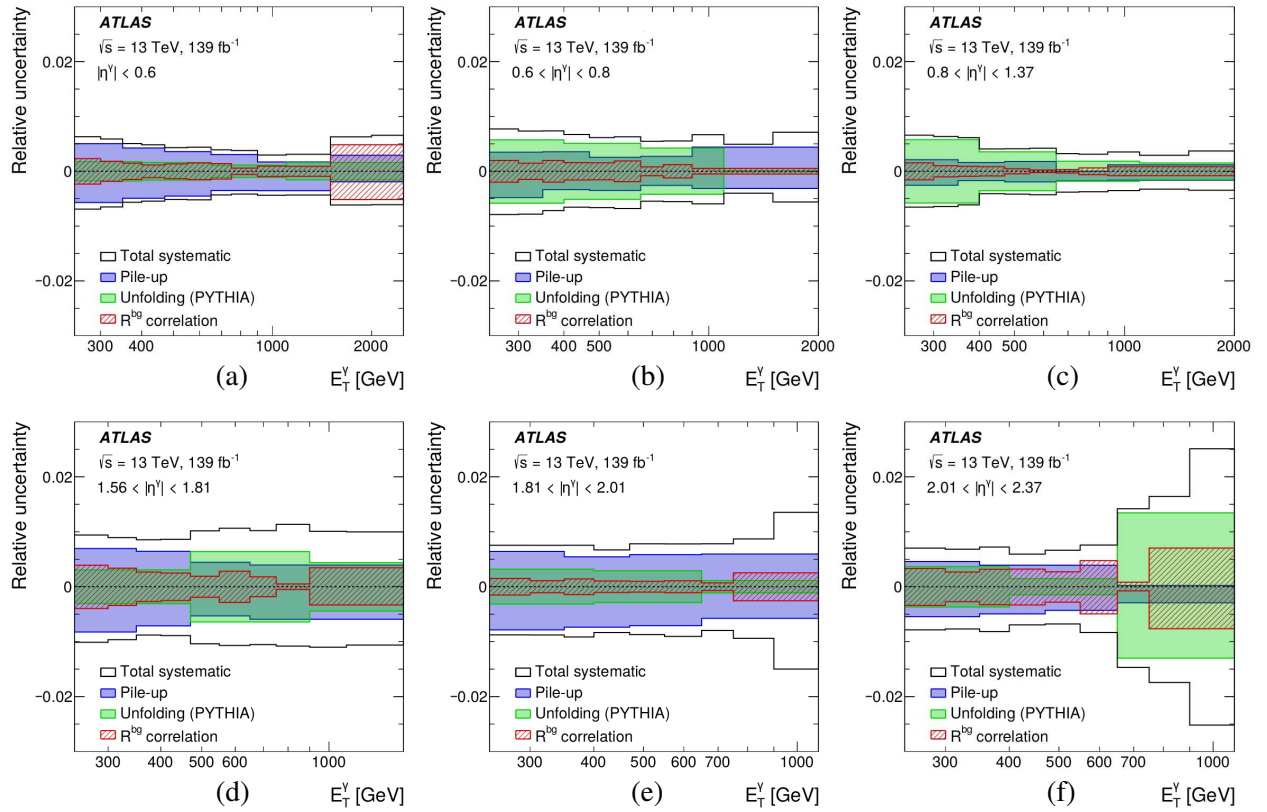 Relative uncertainty
ATLAS
√s = 13 TeV, 139 fb⁻¹
|η^γ| < 0.6
0.02
0
−0.02
Total systematic
Pile-up
Unfolding (PYTHIA)
R^bg correlation
300 400 1000 2000
(a)
E_T^γ [GeV]
Relative uncertainty
ATLAS
√s = 13 TeV, 139 fb⁻¹
0.6 < |η^γ| < 0.8
0.02
0
−0.02
Total systematic
Pile-up
Unfolding (PYTHIA)
R^bg correlation
300 400 500 1000 2000
(b)
E_T^γ [GeV]
Relative uncertainty
ATLAS
√s = 13 TeV, 139 fb⁻¹
0.8 < |η^γ| < 1.37
0.02
0
−0.02
Total systematic
Pile-up
Unfolding (PYTHIA)
R^bg correlation
300 400 500 1000 2000
(c)
E_T^γ [GeV]
Relative uncertainty
ATLAS
√s = 13 TeV, 139 fb⁻¹
1.56 < |η^γ| < 1.81
0.02
0
−0.02
Total systematic
Pile-up
Unfolding (PYTHIA)
R^bg correlation
300 400 500 600 1000
(d)
E_T^γ [GeV]
Relative uncertainty
ATLAS
√s = 13 TeV, 139 fb⁻¹
1.81 < |η^γ| < 2.01
0.02
0
−0.02
Total systematic
Pile-up
Unfolding (PYTHIA)
R^bg correlation
300 400 500 600 700 1000
(e)
E_T^γ [GeV]
Relative uncertainty
ATLAS
√s = 13 TeV, 139 fb⁻¹
2.01 < |η^γ| < 2.37
0.02
0
−0.02
Total systematic
Pile-up
Unfolding (PYTHIA)
R^bg correlation
300 400 500 600 700 1000
(f)
E_T^γ [GeV]